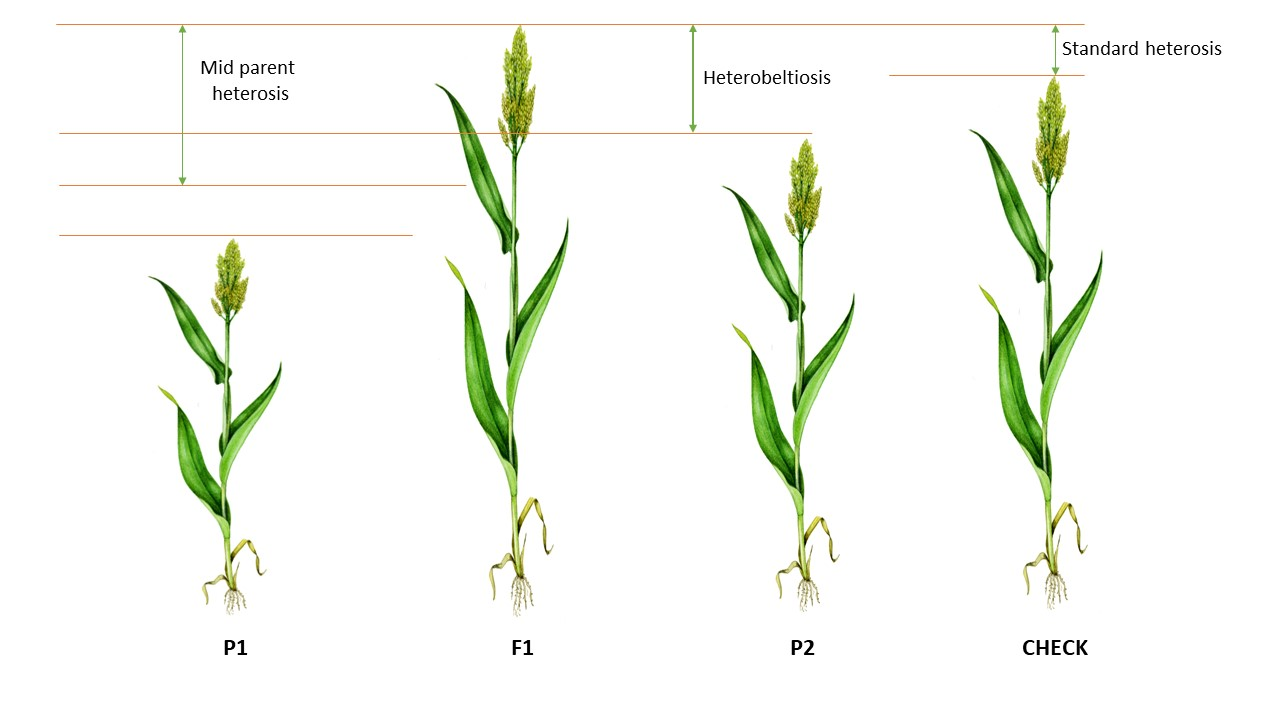 Standard heterosis
Mid parent
heterosis
Heterobeltiosis
P1
F1
P2
CHECK